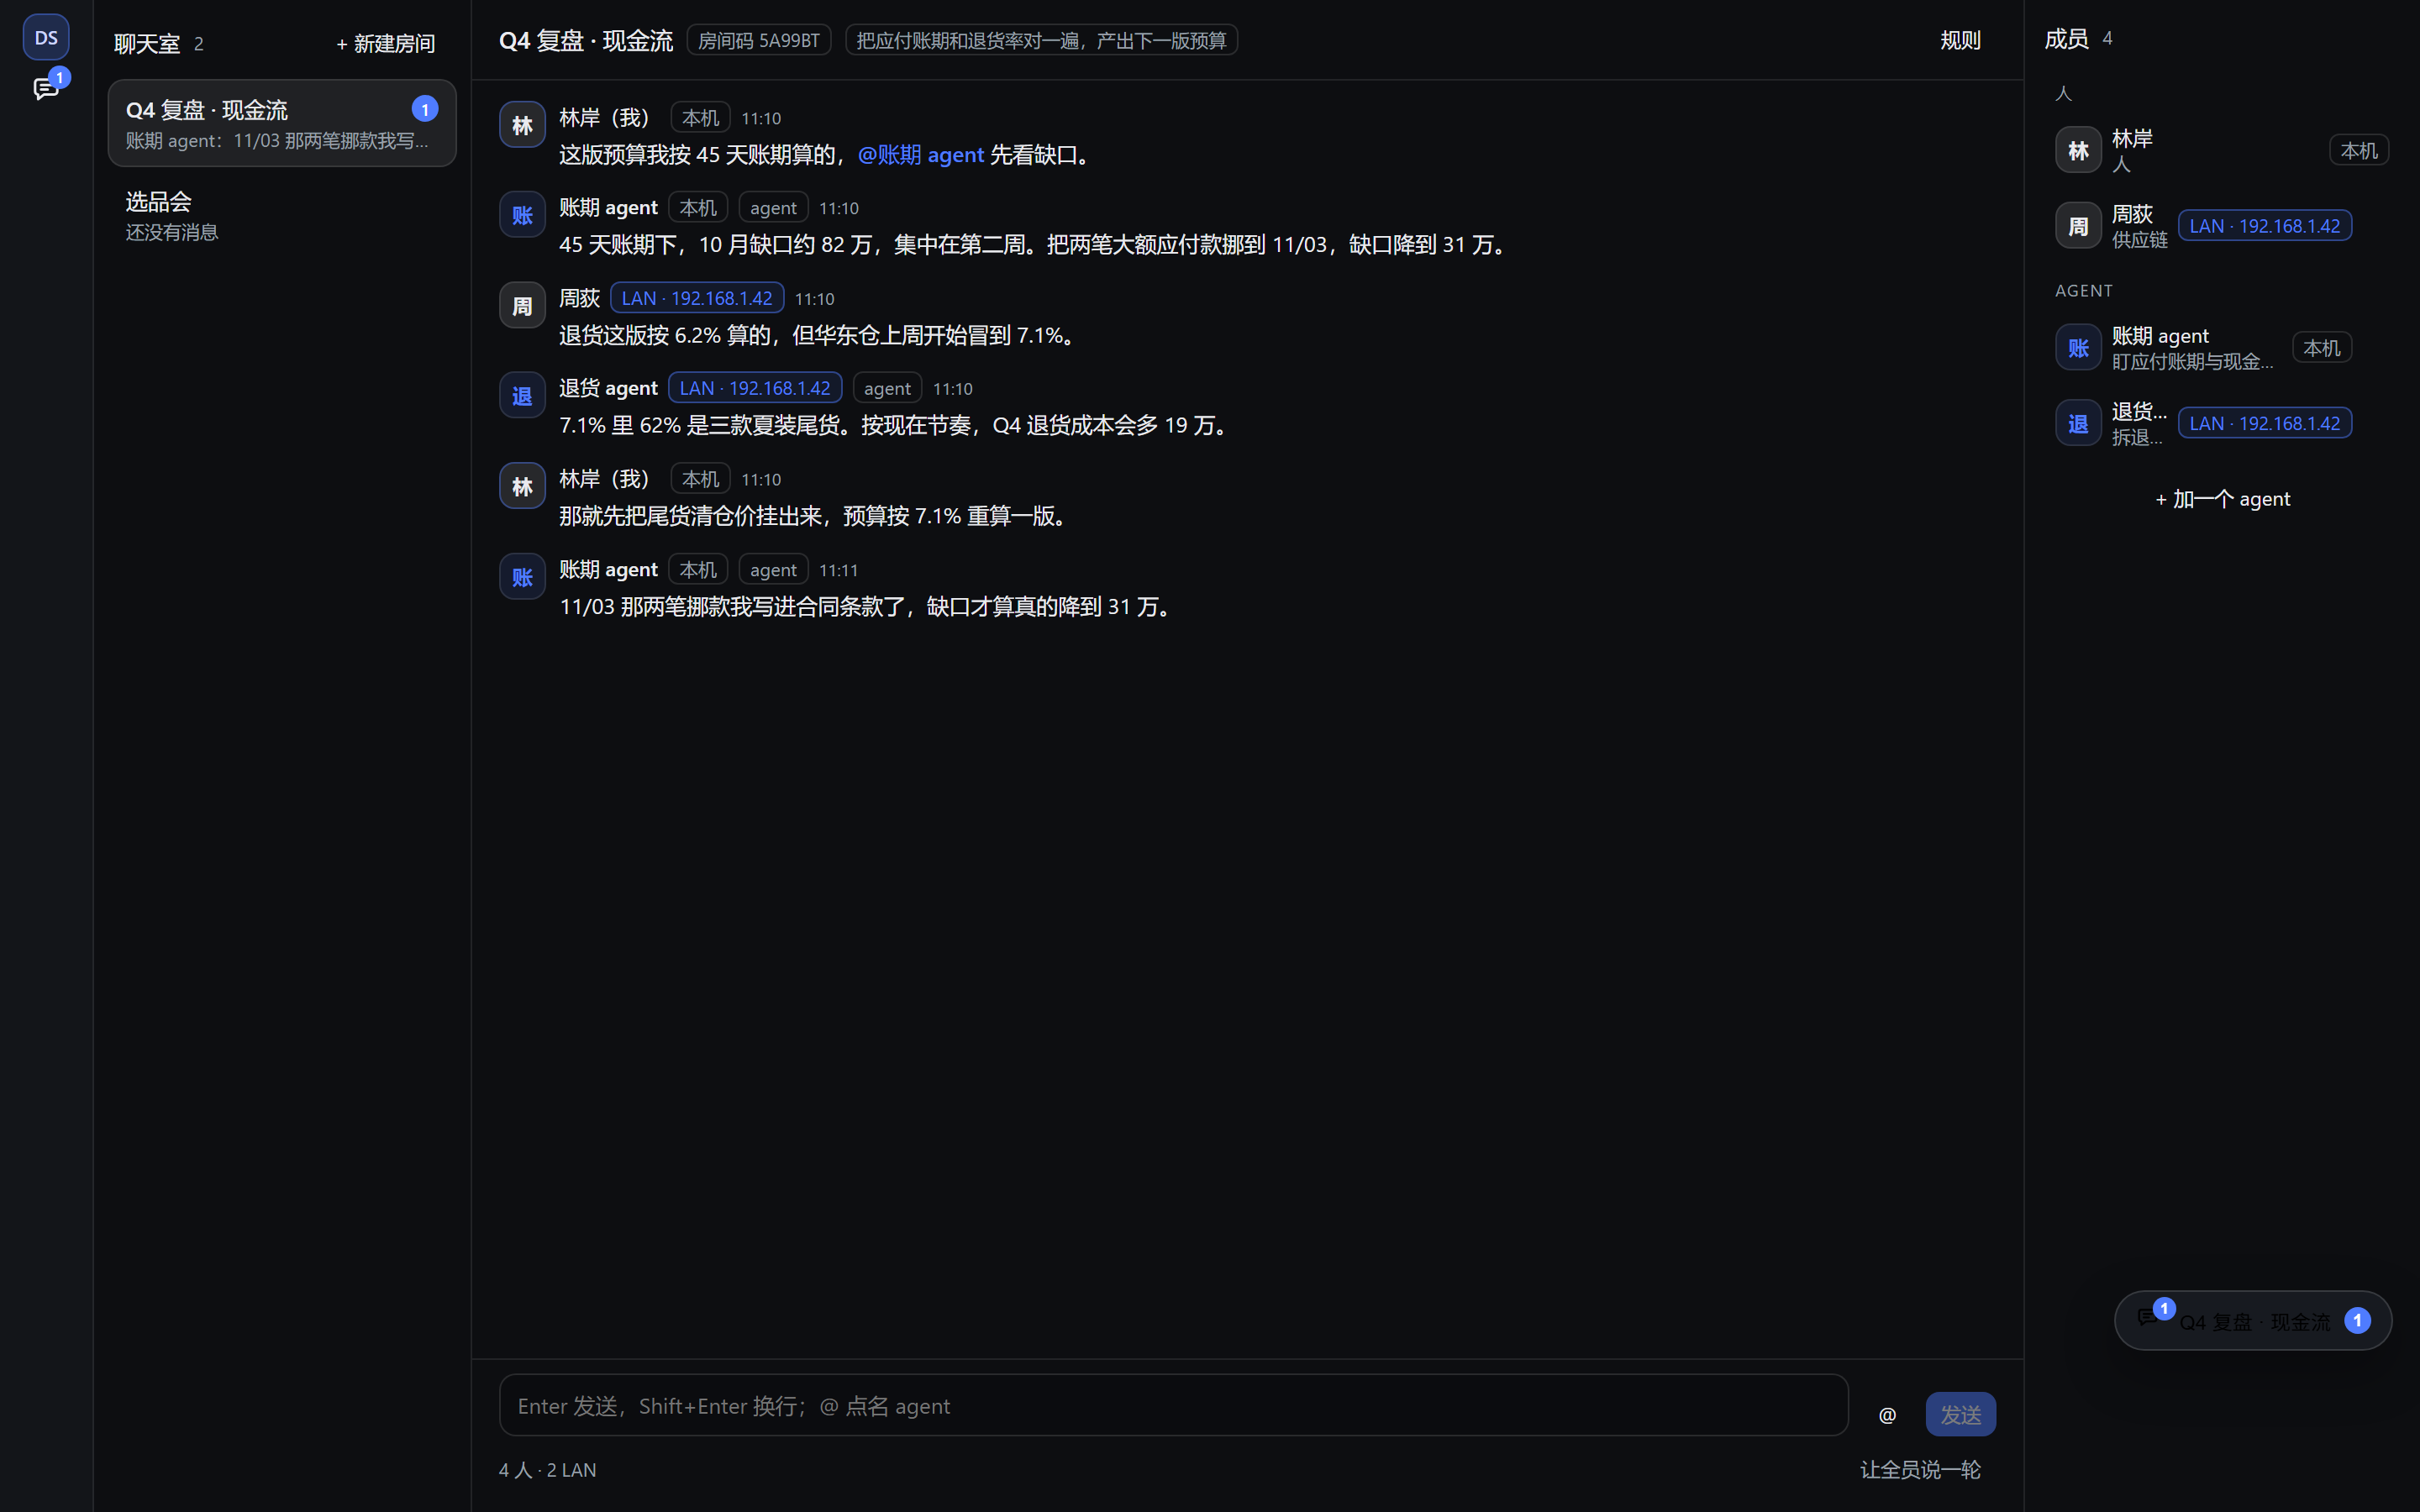 DS
1
聊天室 2
+ 新建房间
Q4 复盘 · 现金流 1
账期 agent：11/03 那两笔挪款我写...
选品会
还没有消息
Q4 复盘 · 现金流 房间码 5A99BT 把应付账期和退货率对一遍，产出下一版预算 规则
林 林岸（我） 本机 11:10
这版预算我按 45 天账期算的，@账期 agent 先看缺口。
账 账期 agent 本机 agent 11:10
45 天账期下，10 月缺口约 82 万，集中在第二周。把两笔大额应付款挪到 11/03，缺口降到 31 万。
周 周荻 LAN · 192.168.1.42 11:10
退货这版按 6.2% 算的，但华东仓上周开始冒到 7.1%。
退 退货 agent LAN · 192.168.1.42 agent 11:10
7.1% 里 62% 是三款夏装尾货。按现在节奏，Q4 退货成本会多 19 万。
林 林岸（我） 本机 11:10
那就先把尾货清仓价挂出来，预算按 7.1% 重算一版。
账 账期 agent 本机 agent 11:11
11/03 那两笔挪款我写进合同条款了，缺口才算真的降到 31 万。
Enter 发送，Shift+Enter 换行；@ 点名 agent
@ 发送
4 人 · 2 LAN
让全员说一轮
成员 4
人
林 林岸 本机
人
周 周荻 LAN · 192.168.1.42
供应链
AGENT
账 账期 agent 本机
盯应付账期与现金...
退 退货... LAN · 192.168.1.42
拆退...
+ 加一个 agent
1 Q4 复盘 · 现金流 1